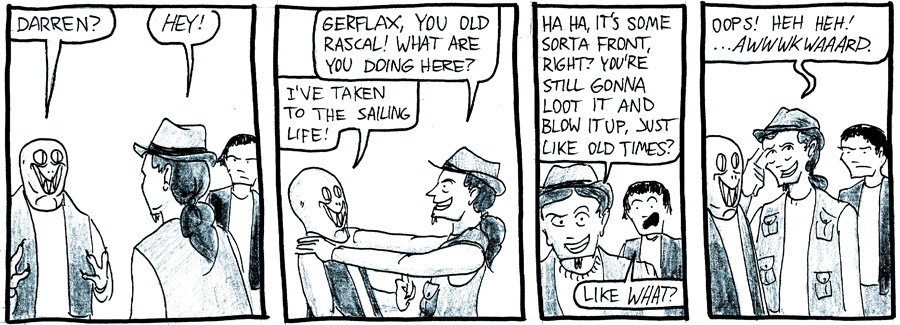 DARREN?
HEY!
GERFLAX, YOU OLD
RASCAL! WHAT ARE
YOU DOING HERE?
I'VE TAKEN
TO THE SAILING
LIFE!
HA HA, IT'S SOME
SORTA FRONT,
RIGHT? YOU'RE
STILL GONNA
LOOT IT AND
BLOW IT UP, JUST
LIKE OLD TIMES?
LIKE WHAT?
OOPS! HEH HEH!
...AWWWKWAAARD.